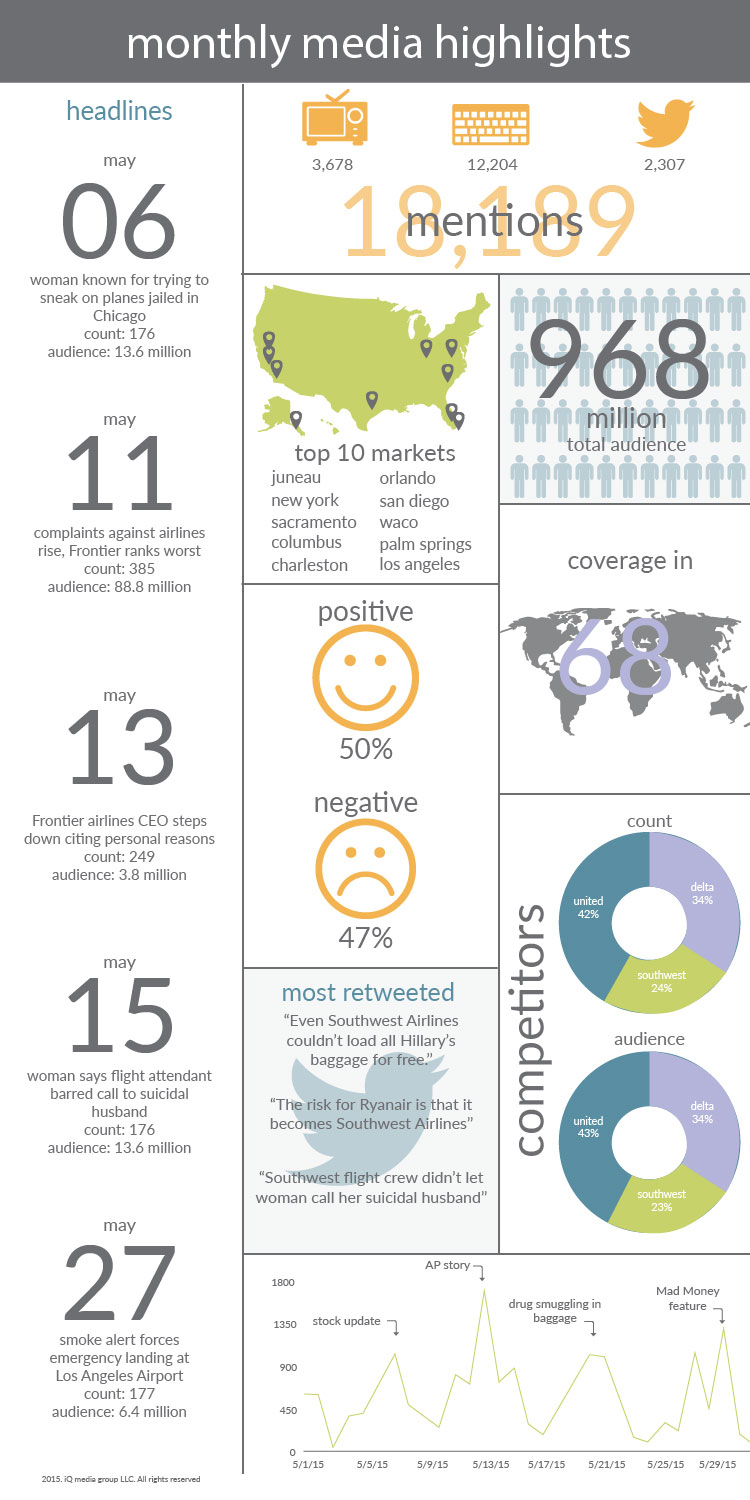 monthly media highlights
headlines
may
06
woman known for trying to
sneak on planes jailed in
Chicago
count: 176
audience: 13.6 million
may
11
complaints against airlines
rise, Frontier ranks worst
count: 385
audience: 88.8 million
may
13
Frontier airlines CEO steps
down citing personal reasons
count: 249
audience: 3.8 million
may
15
woman says flight attendant
barred call to suicidal
husband
count: 176
audience: 13.6 million
may
27
smoke alert forces
emergency landing at
Los Angeles Airport
count: 177
audience: 6.4 million
2015. iQ media group LLC. All rights reserved
3,678
12,204
2,307
18,189
mentions
top 10 markets
juneau
new york
sacramento
columbus
charleston
orlando
san diego
waco
palm springs
los angeles
968
million
total audience
coverage in
68
positive
50%
negative
47%
most retweeted
“Even Southwest Airlines
couldn’t load all Hillary’s
baggage for free.”
“The risk for Ryanair is that it
becomes Southwest Airlines”
“Southwest flight crew didn’t let
woman call her suicidal husband”
competitors
count
united
42%
delta
34%
southwest
24%
audience
united
43%
delta
34%
southwest
23%
AP story
stock update
drug smuggling in
baggage
Mad Money
feature
1800
1350
900
450
0
5/1/15
5/5/15
5/9/15
5/13/15
5/17/15
5/21/15
5/25/15
5/29/15